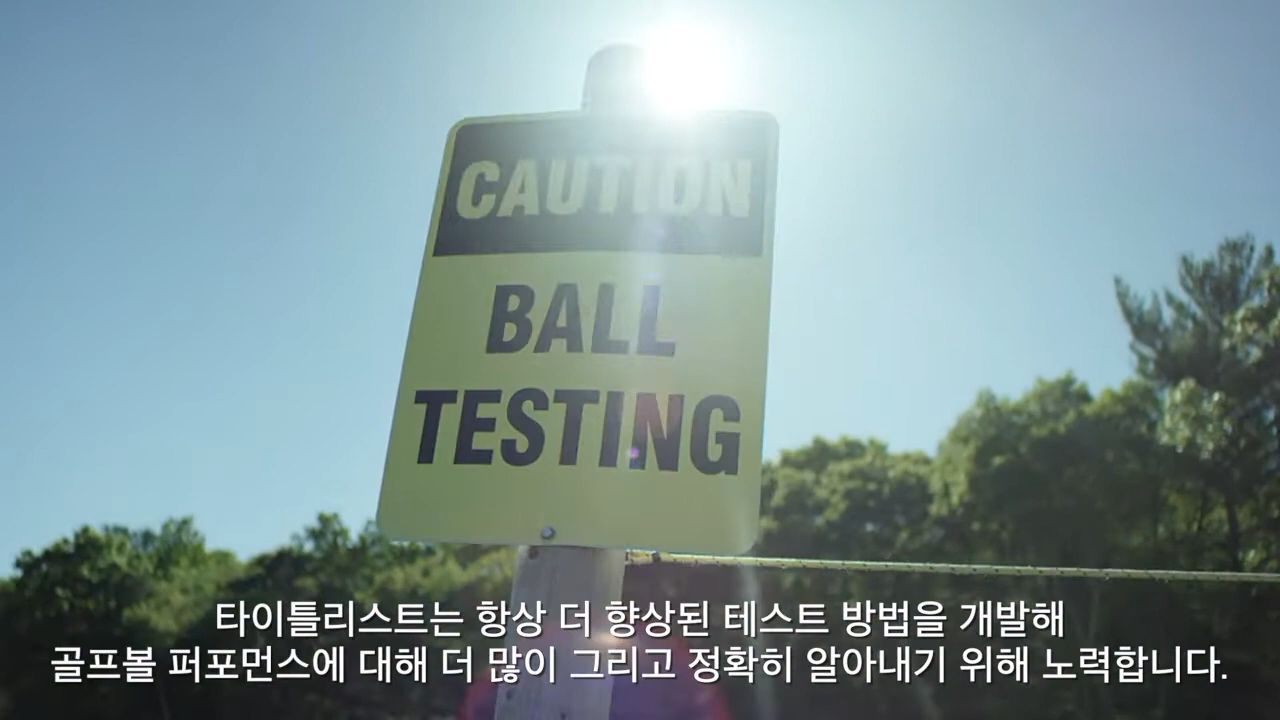 CAUTION
BALL
TESTING
타이틀리스트는 항상 더 향상된 테스트 방법을 개발해
골프볼 퍼포먼스에 대해 더 많이 그리고 정확히 알아내기 위해 노력합니다.